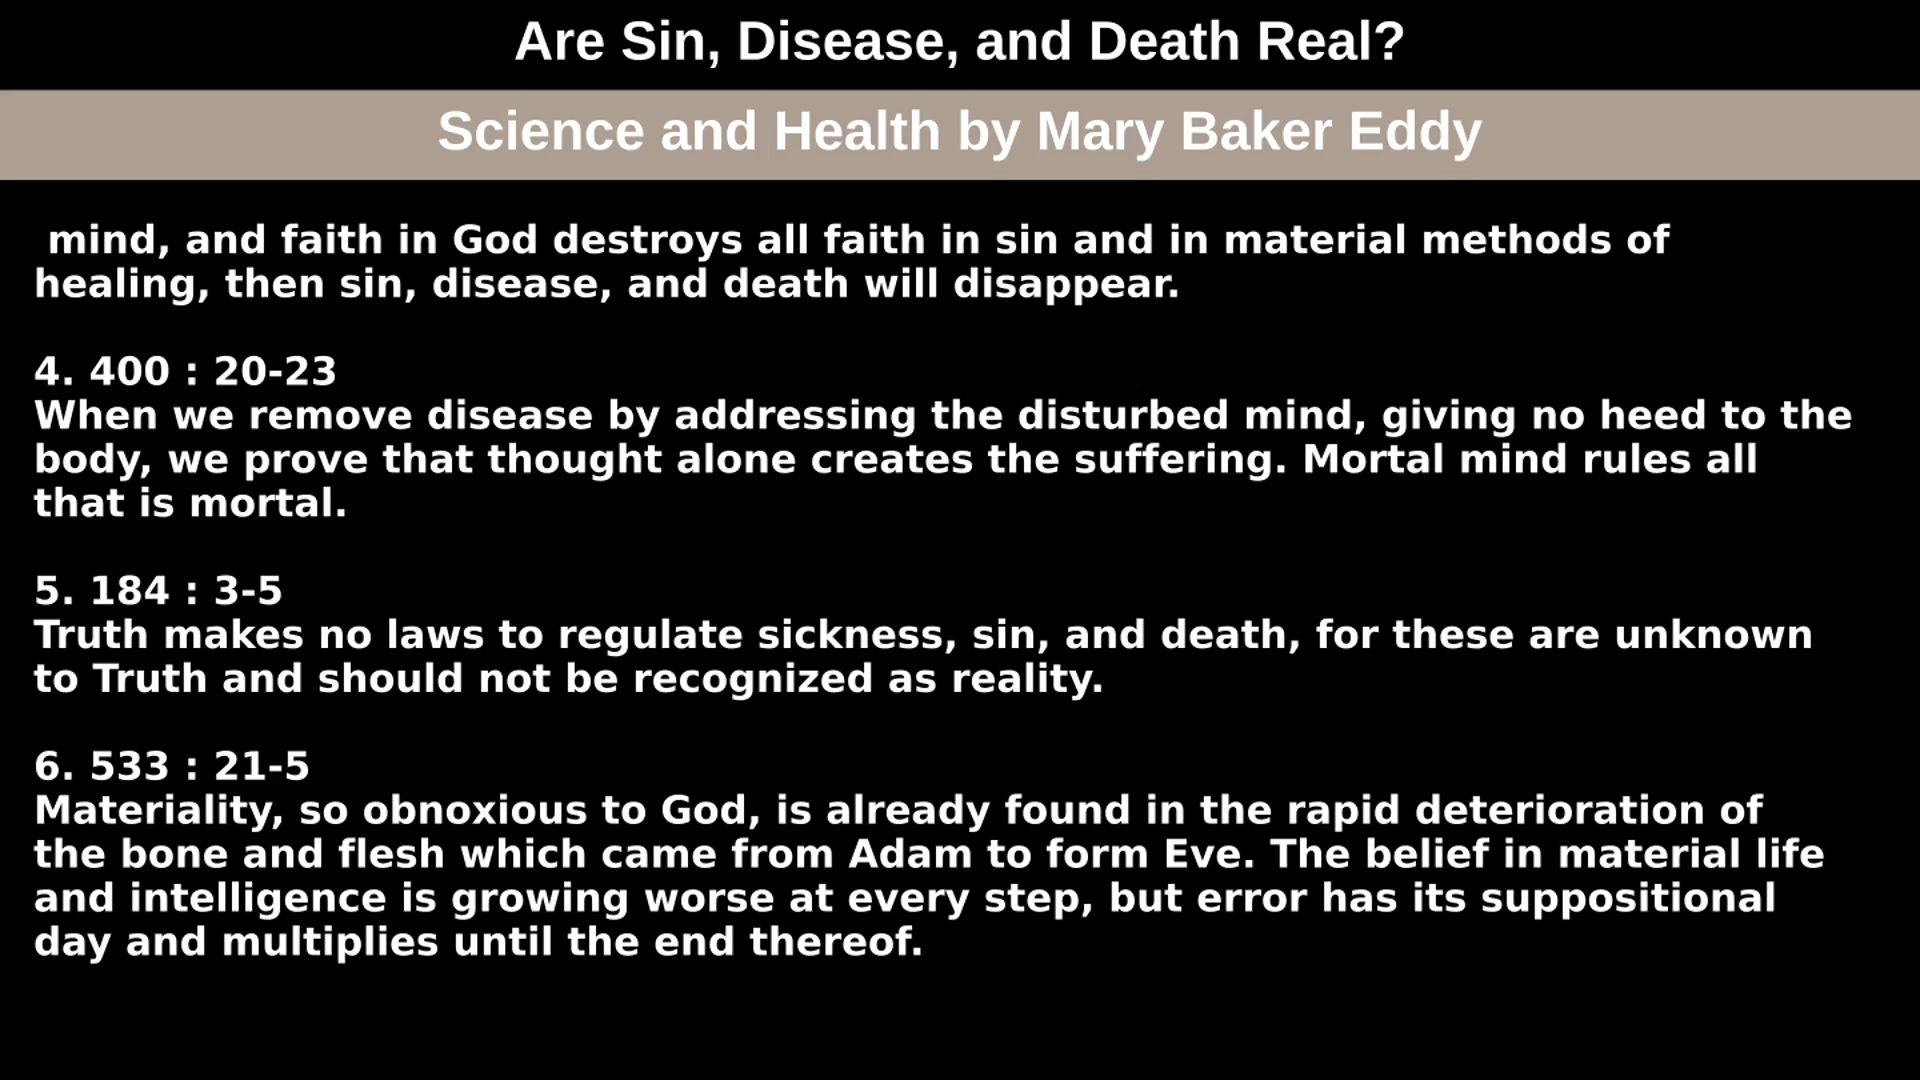 Are Sin, Disease, and Death Real?
Science and Health by Mary Baker Eddy
mind, and faith in God destroys all faith in sin and in material methods of
healing, then sin, disease, and death will disappear.
4. 400 : 20-23
When we remove disease by addressing the disturbed mind, giving no heed to the
body, we prove that thought alone creates the suffering. Mortal mind rules all
that is mortal.
5. 184 : 3-5
Truth makes no laws to regulate sickness, sin, and death, for these are unknown
to Truth and should not be recognized as reality.
6. 533 : 21-5
Materiality, so obnoxious to God, is already found in the rapid deterioration of
the bone and flesh which came from Adam to form Eve. The belief in material life
and intelligence is growing worse at every step, but error has its suppositional
day and multiplies until the end thereof.